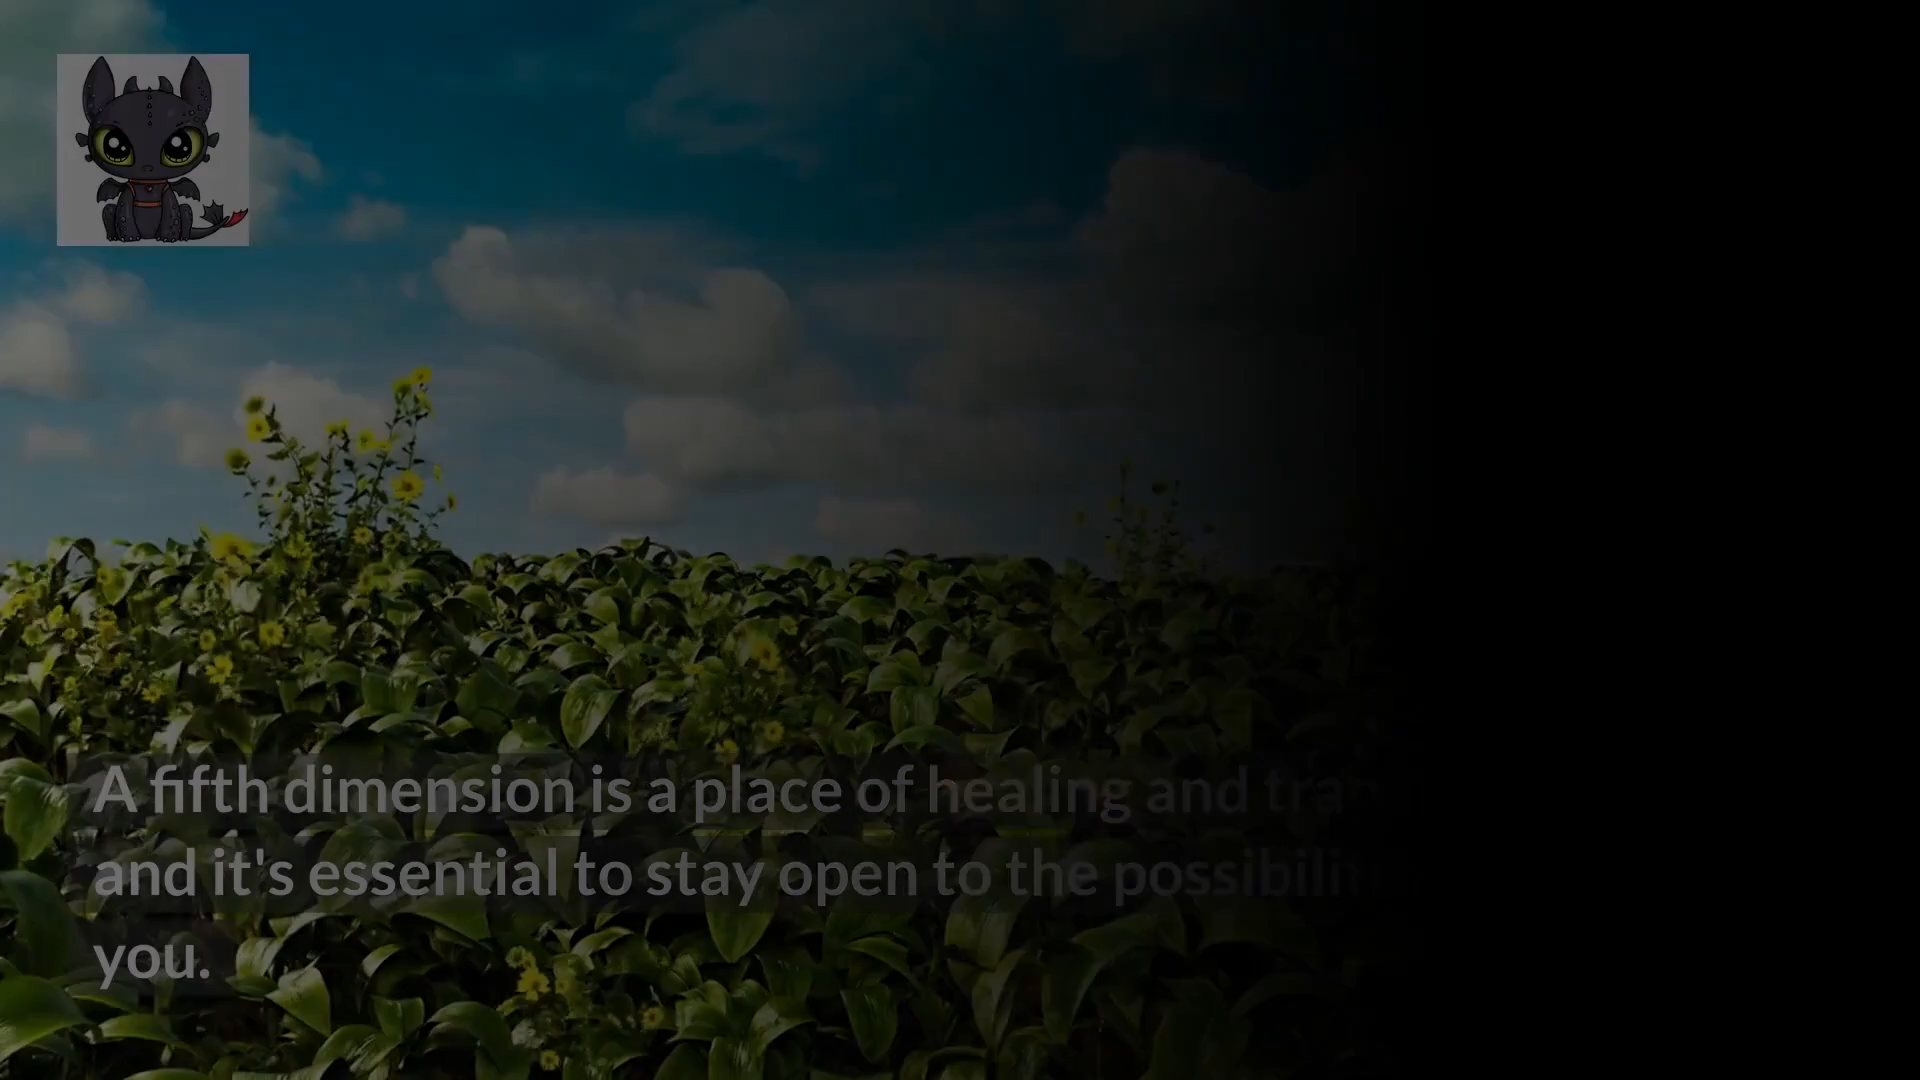 A fifth dimension is a place of healing and
and it's essential to stay open to the
you.